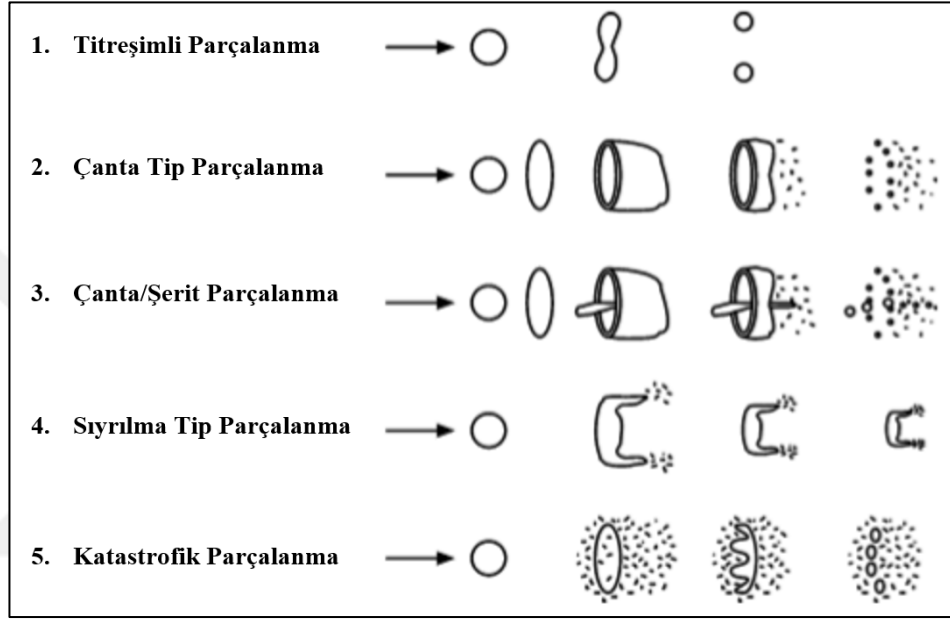 1. Titreşimli Parçalanma
2. Çanta Tip Parçalanma
3. Çanta/Şerit Parçalanma
4. Sıyrılma Tip Parçalanma
5. Katastrofik Parçalanma